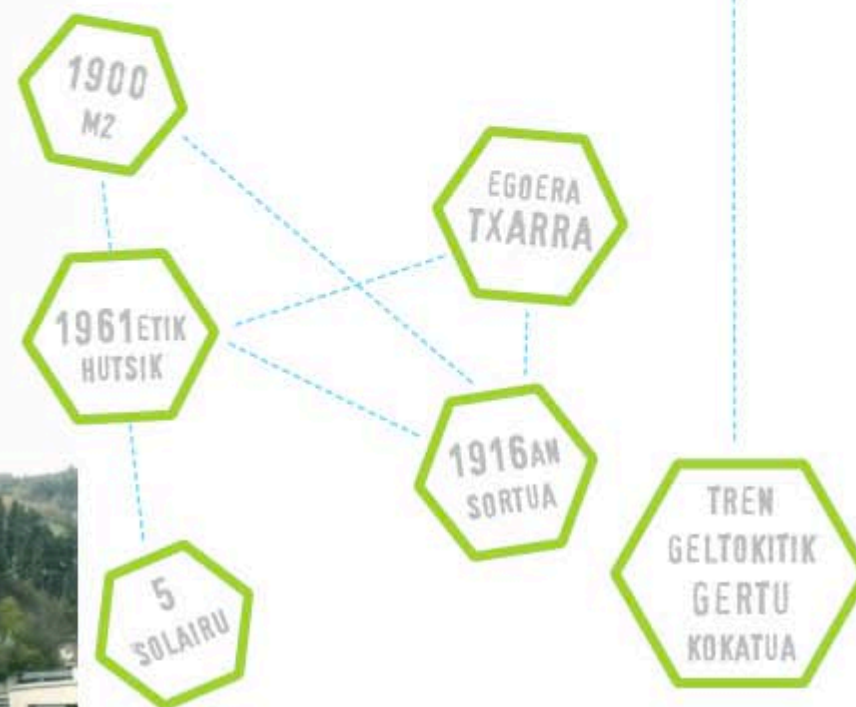 1900
M2
EGOERA
TXARRA
1961ETIK
HUTSIK
1916AN
SORTUA
TREN
GELTOKITIK
GERTU
KOKATUA
5
SOLAIRU